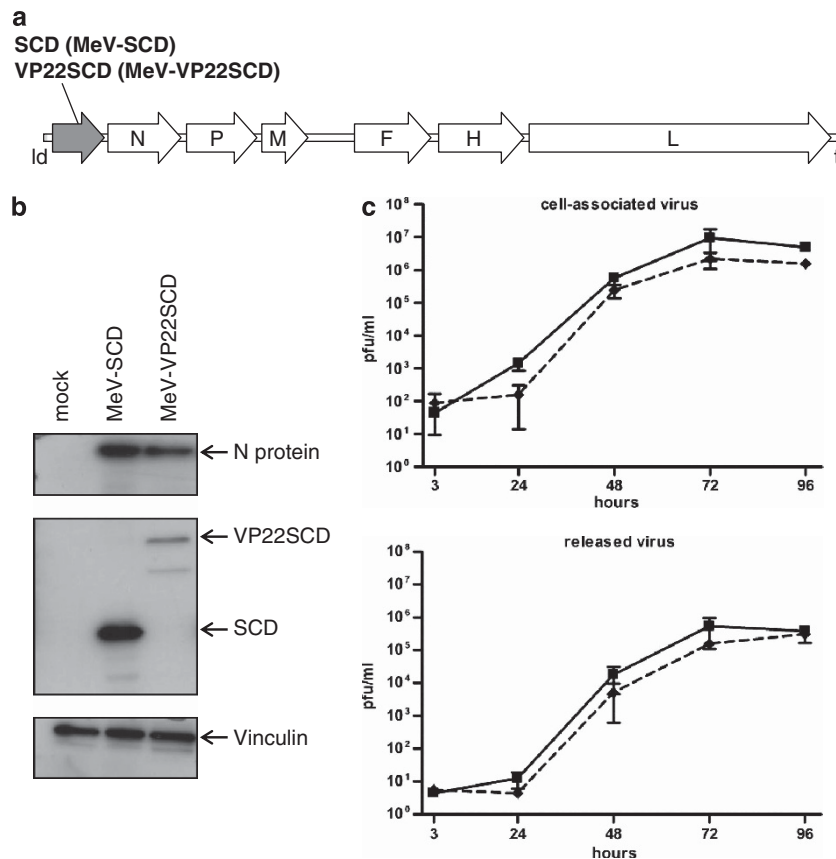 a
SCD (MeV-SCD)
VP22SCD (MeV-VP22SCD)
N P M F H L
ld
b
mock
MeV-SCD
MeV-VP22SCD
N protein
VP22SCD
SCD
Vinculin
c
cell-associated virus
pfu/ml
10⁸
10⁷
10⁶
10⁵
10⁴
10³
10²
10¹
10⁰
3 24 48 72 96
hours
released virus
pfu/ml
10⁸
10⁷
10⁶
10⁵
10⁴
10³
10²
10¹
10⁰
3 24 48 72 96
hours